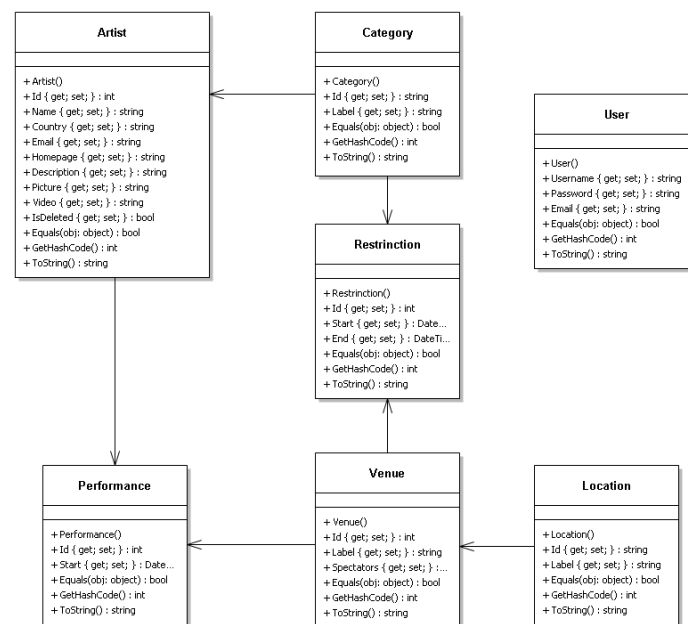 Artist
+ Artist()
+ Id { get; set; } : int
+ Name { get; set; } : string
+ Country { get; set; } : string
+ Email { get; set; } : string
+ Homepage { get; set; } : string
+ Description { get; set; } : string
+ Picture { get; set; } : string
+ Video { get; set; } : string
+ IsDeleted { get; set; } : bool
+ Equals(obj: object) : bool
+ GetHashCode() : int
+ ToString() : string
Category
+ Category()
+ Id { get; set; } : string
+ Label { get; set; } : string
+ Equals(obj: object) : bool
+ GetHashCode() : int
+ ToString() : string
User
+ User()
+ Username { get; set; } : string
+ Password { get; set; } : string
+ Email { get; set; } : string
+ Equals(obj: object) : bool
+ GetHashCode() : int
+ ToString() : string
Restrinction
+ Restrinction()
+ Id { get; set; } : int
+ Start { get; set; } : Date...
+ End { get; set; } : DateTi...
+ Equals(obj: object) : bool
+ GetHashCode() : int
+ ToString() : string
Performance
+ Performance()
+ Id { get; set; } : int
+ Start { get; set; } : Date...
+ Equals(obj: object) : bool
+ GetHashCode() : int
+ ToString() : string
Venue
+ Venue()
+ Id { get; set; } : int
+ Label { get; set; } : string
+ Spectators { get; set; } :...
+ Equals(obj: object) : bool
+ GetHashCode() : int
+ ToString() : string
Location
+ Location()
+ Id { get; set; } : string
+ Label { get; set; } : string
+ Equals(obj: object) : bool
+ GetHashCode() : int
+ ToString() : string